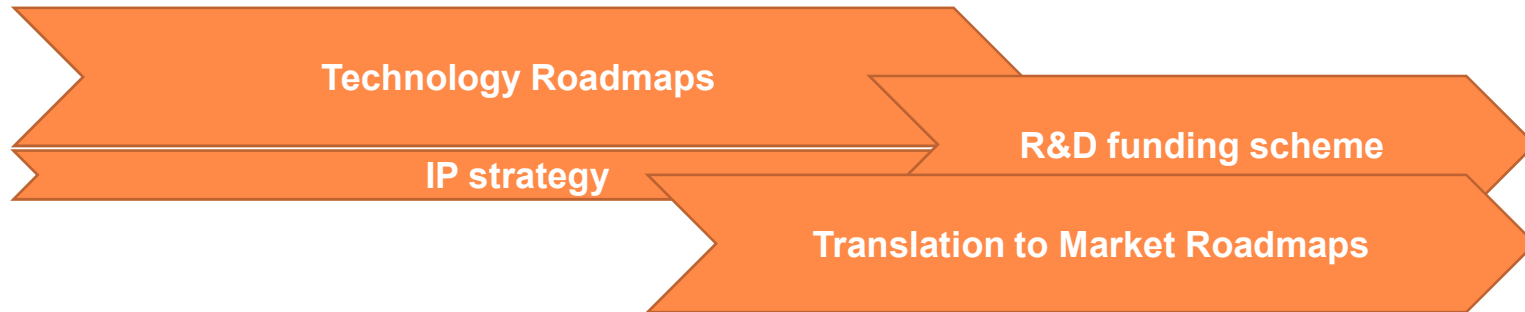 Technology Roadmaps
R&D funding scheme
IP strategy
Translation to Market Roadmaps